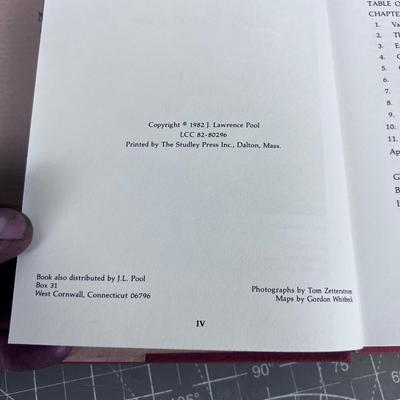 Copyright © 1982 J. Lawrence Pool
LCC 82-80296
Printed by The Studley Press Inc., Dalton, Mass.
Book also distributed by J.L. Pool
Box 31
West Cornwall, Connecticut 06796
Photographs by Tom Zetterstrom
Maps by Gordon Whitbeck
IV
TABLE
CHAPTE
1.
2.
3.
4.
5.
6.
7.
8.
9.
10.
11.
90
75